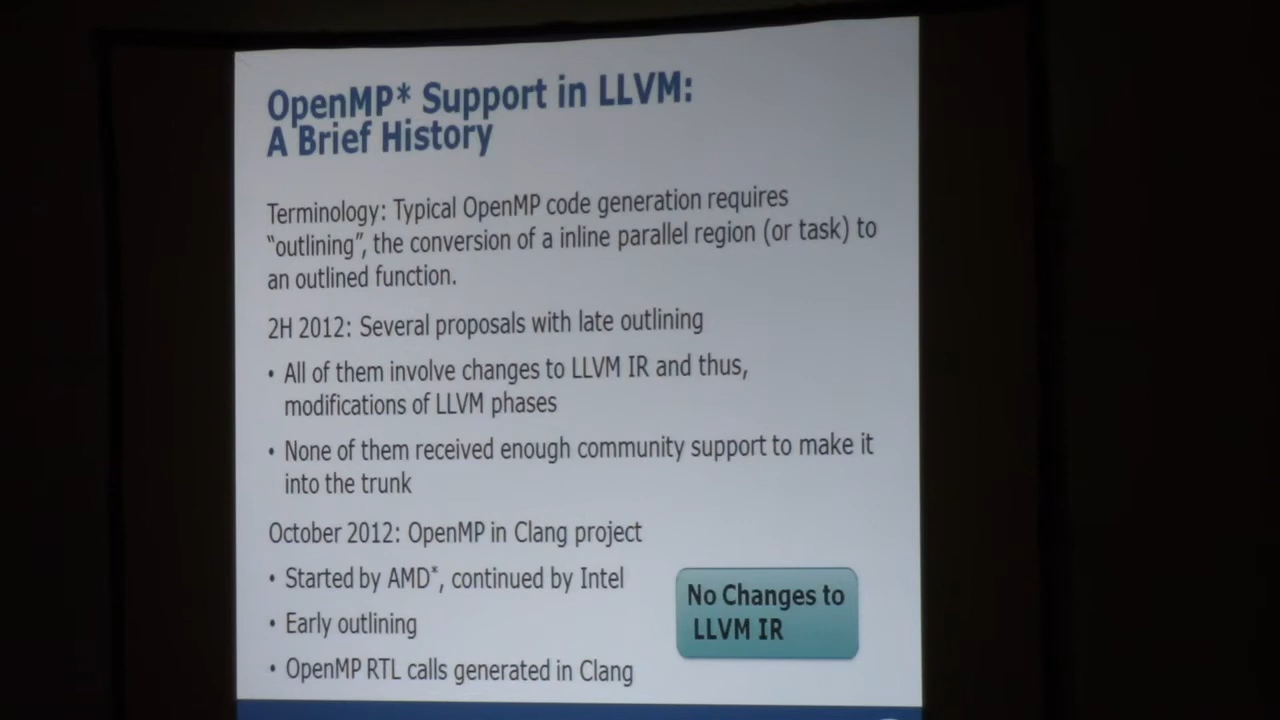 OpenMP* Support in LLVM:
A Brief History
Terminology: Typical OpenMP code generation requires
“outlining”, the conversion of a inline parallel region (or task) to
an outlined function.
2H 2012: Several proposals with late outlining
• All of them involve changes to LLVM IR and thus,
modifications of LLVM phases
• None of them received enough community support to make it
into the trunk
October 2012: OpenMP in Clang project
• Started by AMD*, continued by Intel
• Early outlining
• OpenMP RTL calls generated in Clang
No Changes to
LLVM IR